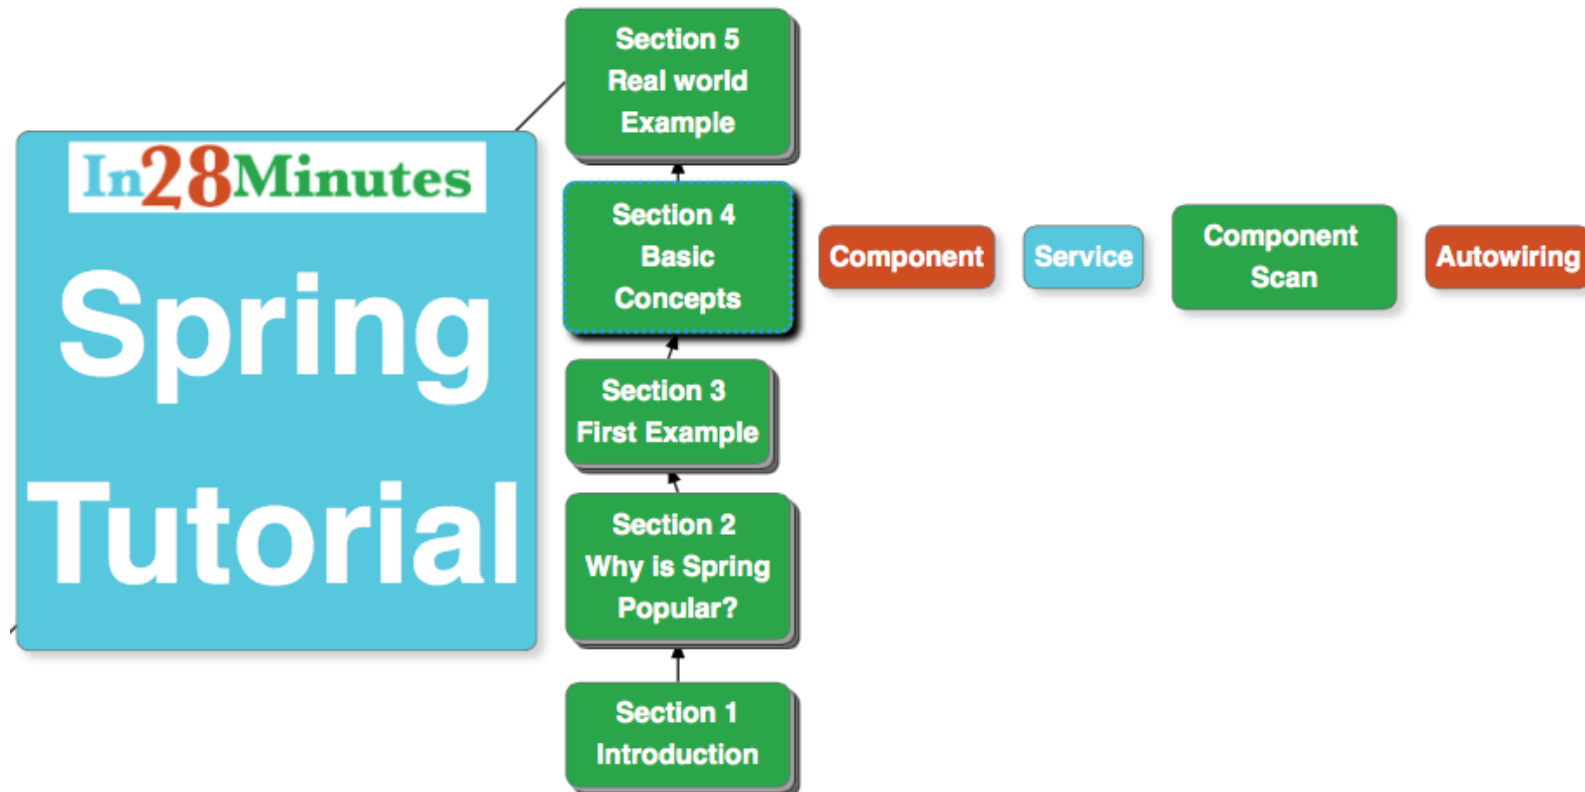 In28Minutes
Spring
Tutorial
Section 5
Real world
Example
Section 4
Basic
Concepts
Component
Service
Component
Scan
Autowiring
Section 3
First Example
Section 2
Why is Spring
Popular?
Section 1
Introduction